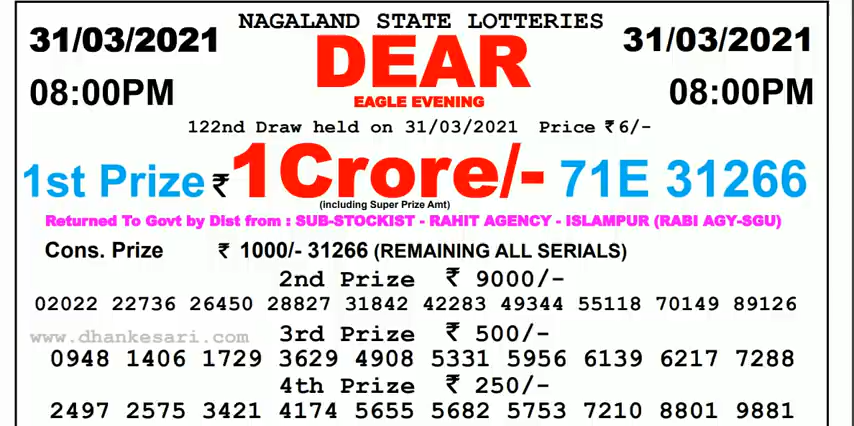 NAGALAND STATE LOTTERIES
31/03/2021 DEAR 31/03/2021
08:00PM EAGLE EVENING 08:00PM
122nd Draw held on 31/03/2021 Price ₹ 6/-
1st Prize ₹ 1Crore/- 71E 31266
(including Super Prize Amt)
Returned To Govt by Dist from : SUB-STOCKIST - RAHIT AGENCY - ISLAMPUR (RABI AGY-SGU)
Cons. Prize ₹ 1000/- 31266 (REMAINING ALL SERIALS)
2nd Prize ₹ 9000/-
02022 22736 26450 28827 31842 42283 49344 55118 70149 89126
www.dhankesari.com 3rd Prize ₹ 500/-
0948 1406 1729 3629 4908 5331 5956 6139 6217 7288
4th Prize ₹ 250/-
2497 2575 3421 4174 5655 5682 5753 7210 8801 9881